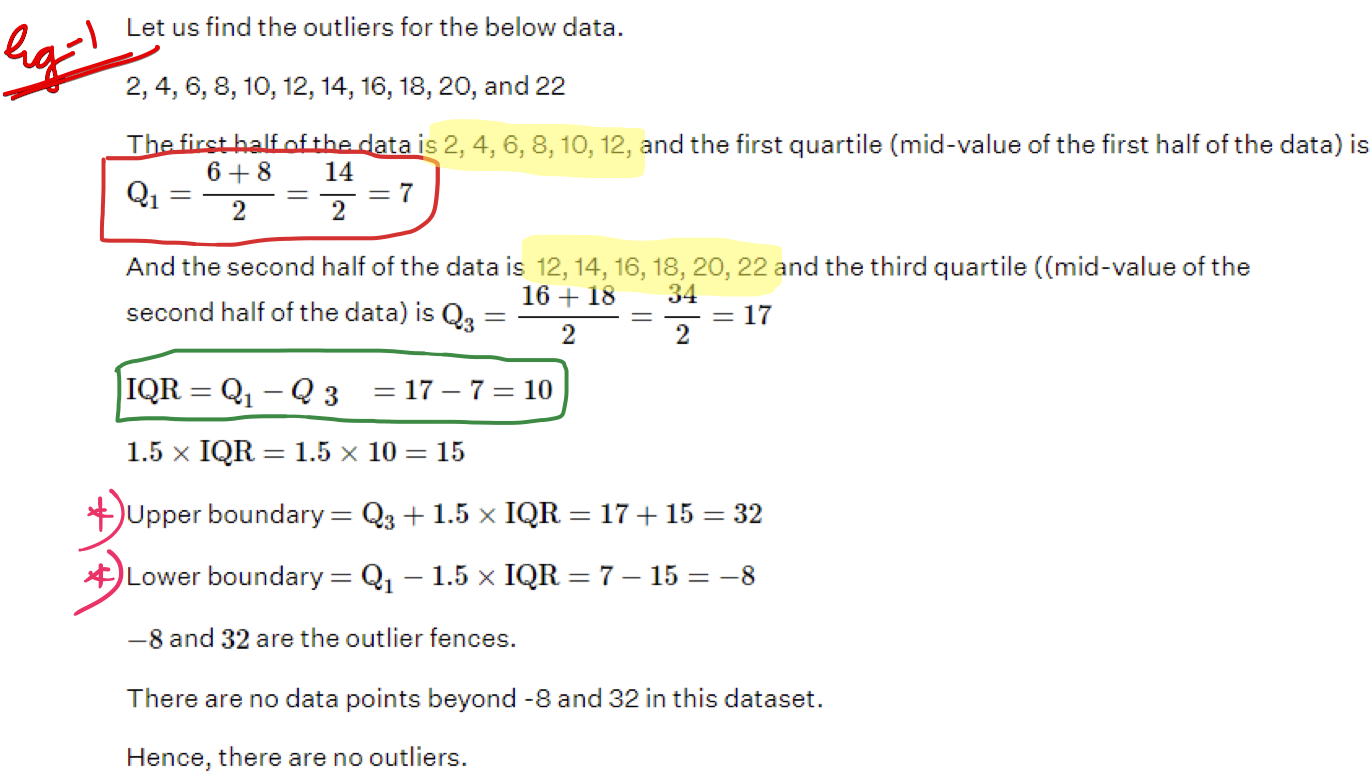 eg-1
Let us find the outliers for the below data.
2, 4, 6, 8, 10, 12, 14, 16, 18, 20, and 22
The first half of the data is 2, 4, 6, 8, 10, 12, and the first quartile (mid-value of the first half of the data) is
Q₁ = (6 + 8)/2 = 14/2 = 7
And the second half of the data is 12, 14, 16, 18, 20, 22 and the third quartile ((mid-value of the
second half of the data) is Q₃ = (16 + 18)/2 = 34/2 = 17
IQR = Q₁ − Q 3 = 17 − 7 = 10
1.5 × IQR = 1.5 × 10 = 15
*) Upper boundary = Q₃ + 1.5 × IQR = 17 + 15 = 32
*) Lower boundary = Q₁ − 1.5 × IQR = 7 − 15 = −8
−8 and 32 are the outlier fences.
There are no data points beyond -8 and 32 in this dataset.
Hence, there are no outliers.